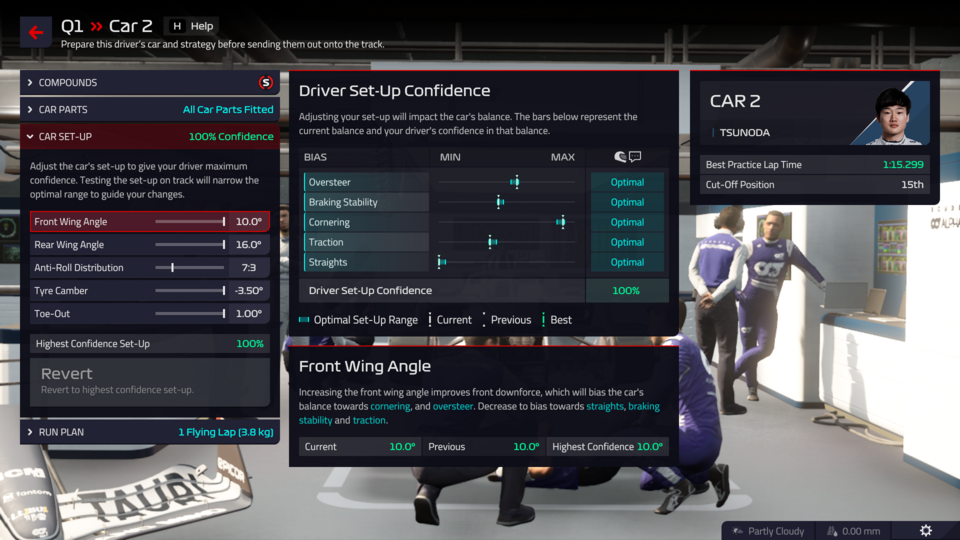 Q1 » Car 2
H Help
Prepare this driver's car and strategy before sending them out onto the track.
COMPOUNDS S
CAR PARTS All Car Parts Fitted
CAR SET-UP 100% Confidence
Adjust the car's set-up to give your driver maximum
confidence. Testing the set-up on track will narrow the
optimal range to guide your changes.
Front Wing Angle 10.0°
Rear Wing Angle 16.0°
Anti-Roll Distribution 7:3
Tyre Camber -3.50°
Toe-Out 1.00°
Highest Confidence Set-Up 100%
Revert
Revert to highest confidence set-up.
RUN PLAN 1 Flying Lap (3.8 kg)
Driver Set-Up Confidence
Adjusting your set-up will impact the car's balance. The bars below represent the
current balance and your driver's confidence in that balance.
BIAS MIN MAX
Oversteer Optimal
Braking Stability Optimal
Cornering Optimal
Traction Optimal
Straights Optimal
Driver Set-Up Confidence 100%
Optimal Set-Up Range Current Previous Best
Front Wing Angle
Increasing the front wing angle improves front downforce, which will bias the car's
balance towards cornering, and oversteer. Decrease to bias towards straights, braking
stability and traction.
Current 10.0° Previous 10.0° Highest Confidence 10.0°
CAR 2
TSUNODA
Best Practice Lap Time 1:15.299
Cut-Off Position 15th
Fantom
TAURI
EPICOR
Partly Cloudy 0.00 mm